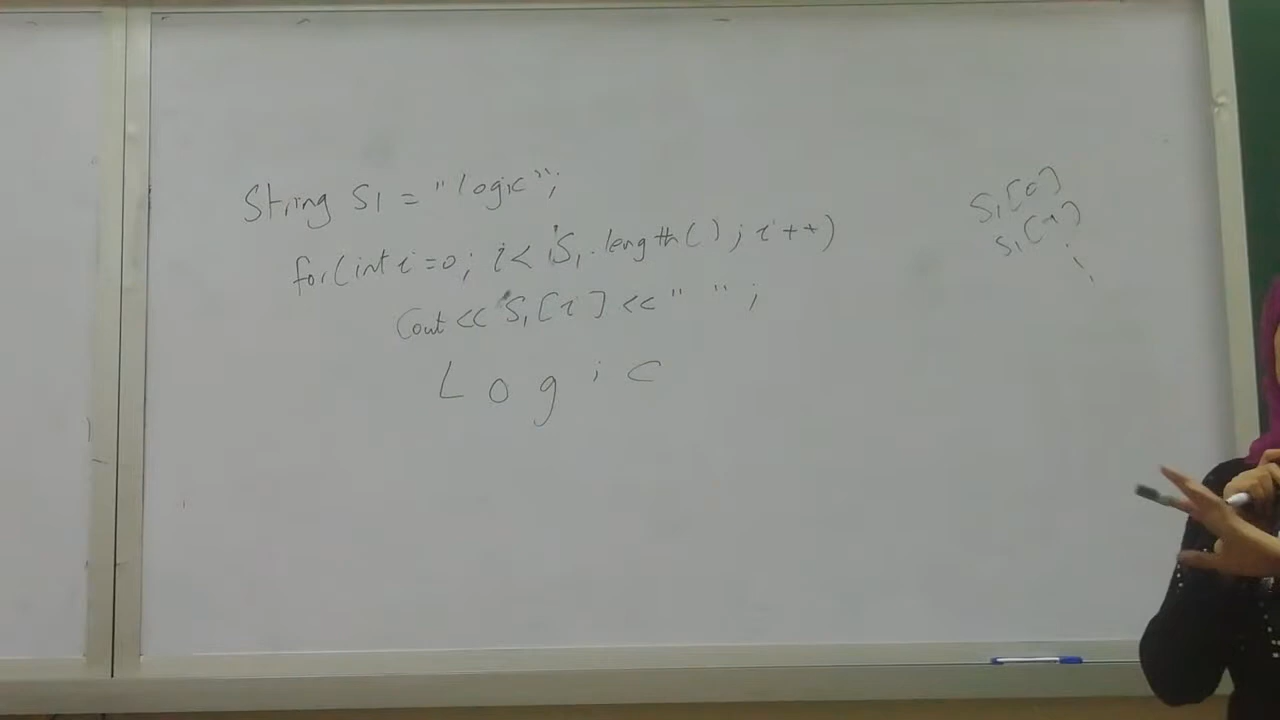 String S1 = "logic";
for(int i=0; i< S1.length(); i++)
Cout << S1[i] << " ";
L o g i c
S1[0]
S1[1]